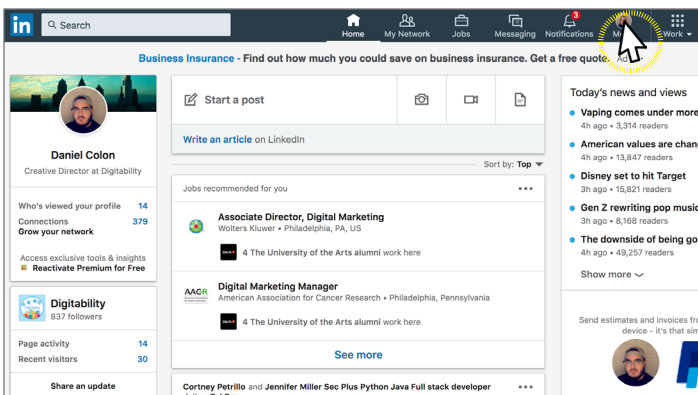 in
Search
3
Home
My Network
Jobs
Messaging
Notifications
Work
Business Insurance - Find out how much you could save on business insurance. Get a free quote. Ad
Daniel Colon
Creative Director at Digitability
Who's viewed your profile 14
Connections 379
Grow your network
Access exclusive tools & insights
Reactivate Premium for Free
Digitability
837 followers
Page activity 14
Recent visitors 30
Share an update
Start a post
Write an article on LinkedIn
Sort by: Top
Jobs recommended for you
Associate Director, Digital Marketing
Wolters Kluwer • Philadelphia, PA, US
4 The University of the Arts alumni work here
AACR
Digital Marketing Manager
American Association for Cancer Research • Philadelphia, Pennsylvania
4 The University of the Arts alumni work here
See more
Cortney Petrillo and Jennifer Miller Sec Plus Python Java Full stack developer
Today's news and views
Vaping comes under more
4h ago • 3,314 readers
American values are chan
4h ago • 13,847 readers
Disney set to hit Target
3h ago • 15,821 readers
Gen Z rewriting pop music
3h ago • 8,168 readers
The downside of being go
4h ago • 49,257 readers
Show more
Send estimates and invoices fro
device – it's that sim